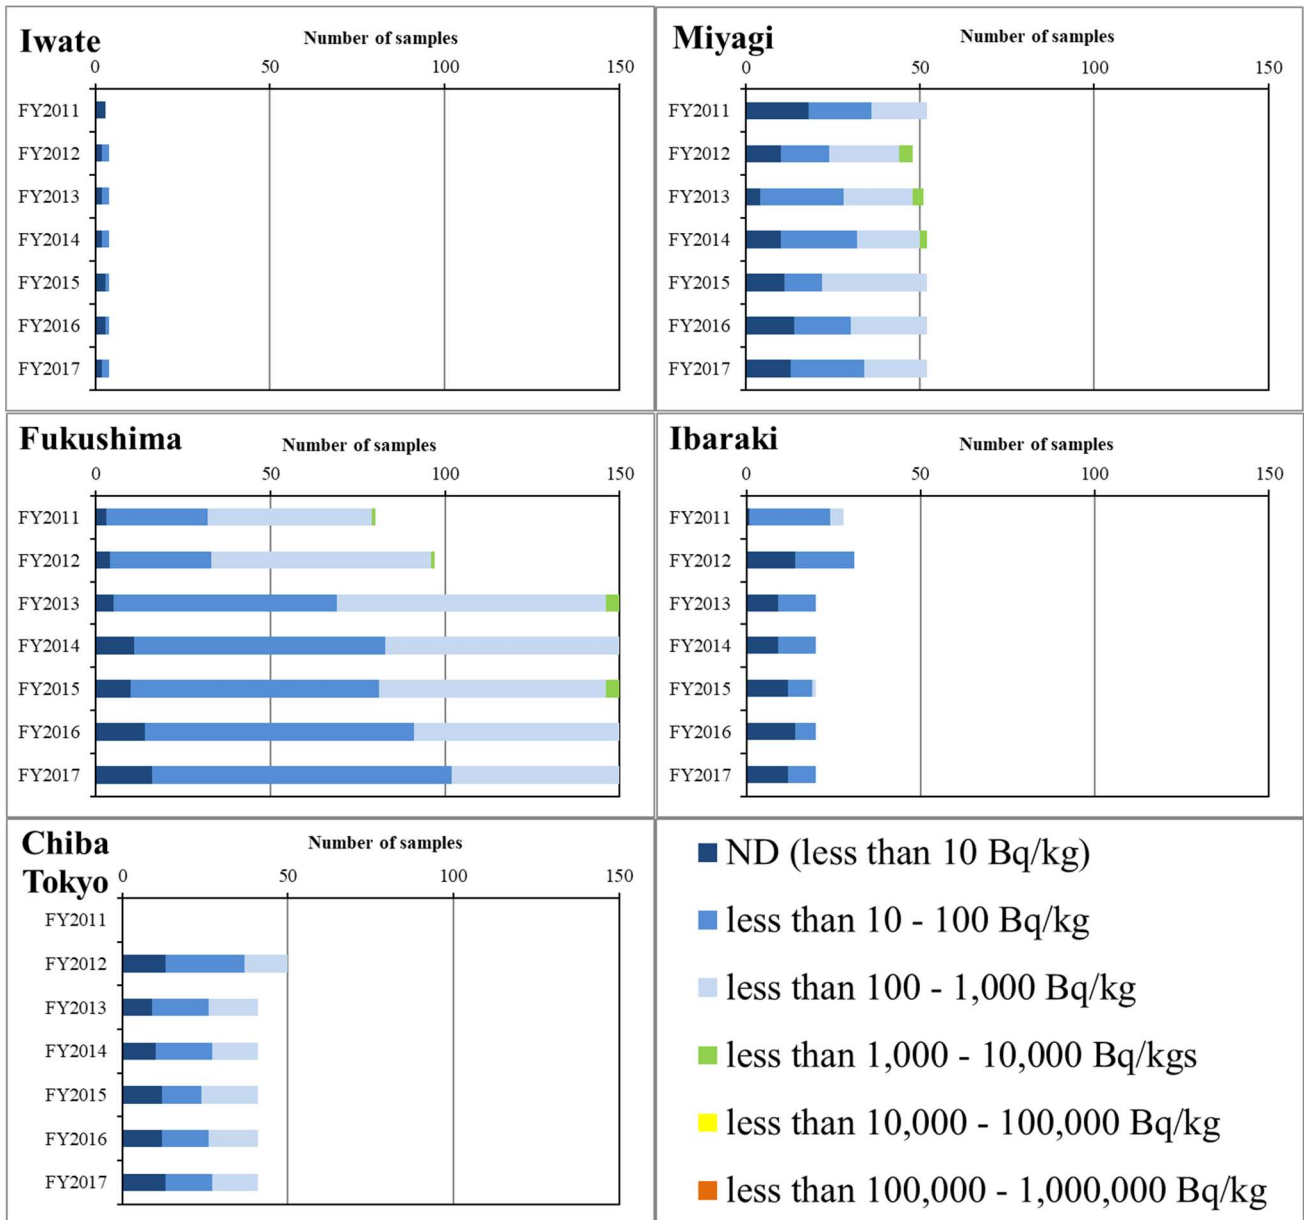 Iwate
Number of samples
0 50 100 150
FY2011
FY2012
FY2013
FY2014
FY2015
FY2016
FY2017
Miyagi
Number of samples
0 50 100 150
FY2011
FY2012
FY2013
FY2014
FY2015
FY2016
FY2017
Fukushima
Number of samples
0 50 100 150
FY2011
FY2012
FY2013
FY2014
FY2015
FY2016
FY2017
Ibaraki
Number of samples
0 50 100 150
FY2011
FY2012
FY2013
FY2014
FY2015
FY2016
FY2017
Chiba
Tokyo
Number of samples
0 50 100 150
FY2011
FY2012
FY2013
FY2014
FY2015
FY2016
FY2017
ND (less than 10 Bq/kg)
less than 10 - 100 Bq/kg
less than 100 - 1,000 Bq/kg
less than 1,000 - 10,000 Bq/kgs
less than 10,000 - 100,000 Bq/kg
less than 100,000 - 1,000,000 Bq/kg